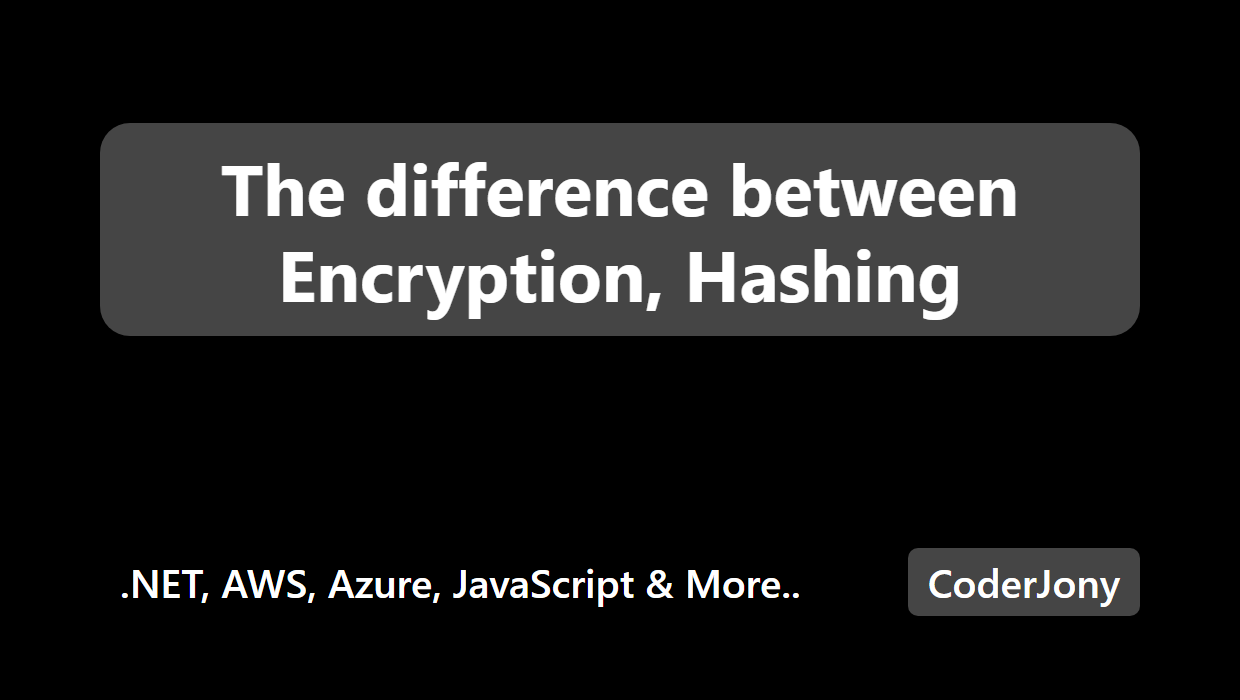 The difference between
Encryption, Hashing
.NET, AWS, Azure, JavaScript & More..
CoderJony